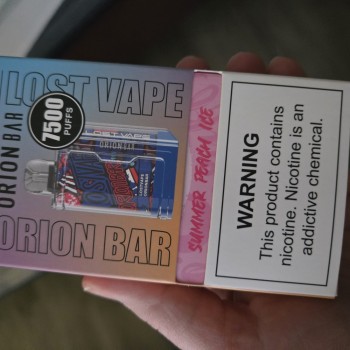 LOST VAPE
ORION BAR
7500
PUFFS
ORION BAR
SUMMER PEACH ICE
WARNING
This product contains
nicotine. Nicotine is an
addictive chemical.